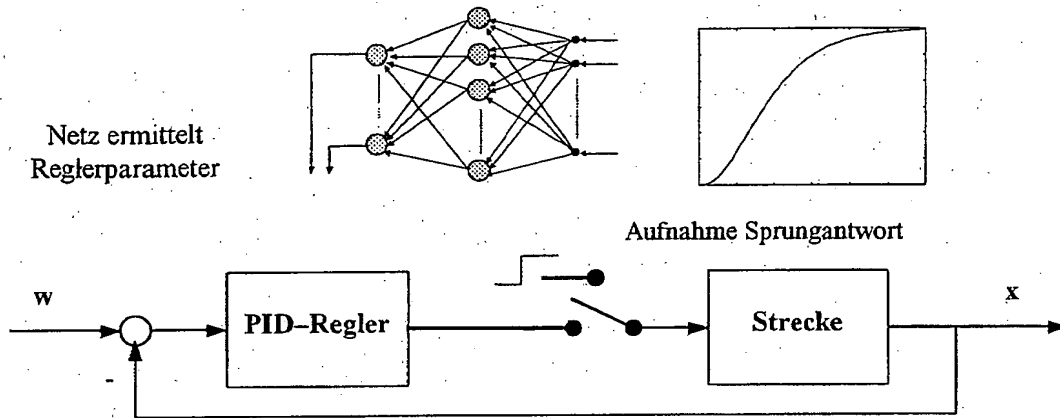 Netz ermittelt
Reglerparameter
Aufnahme Sprungantwort
w
PID-Regler
Strecke
x
-